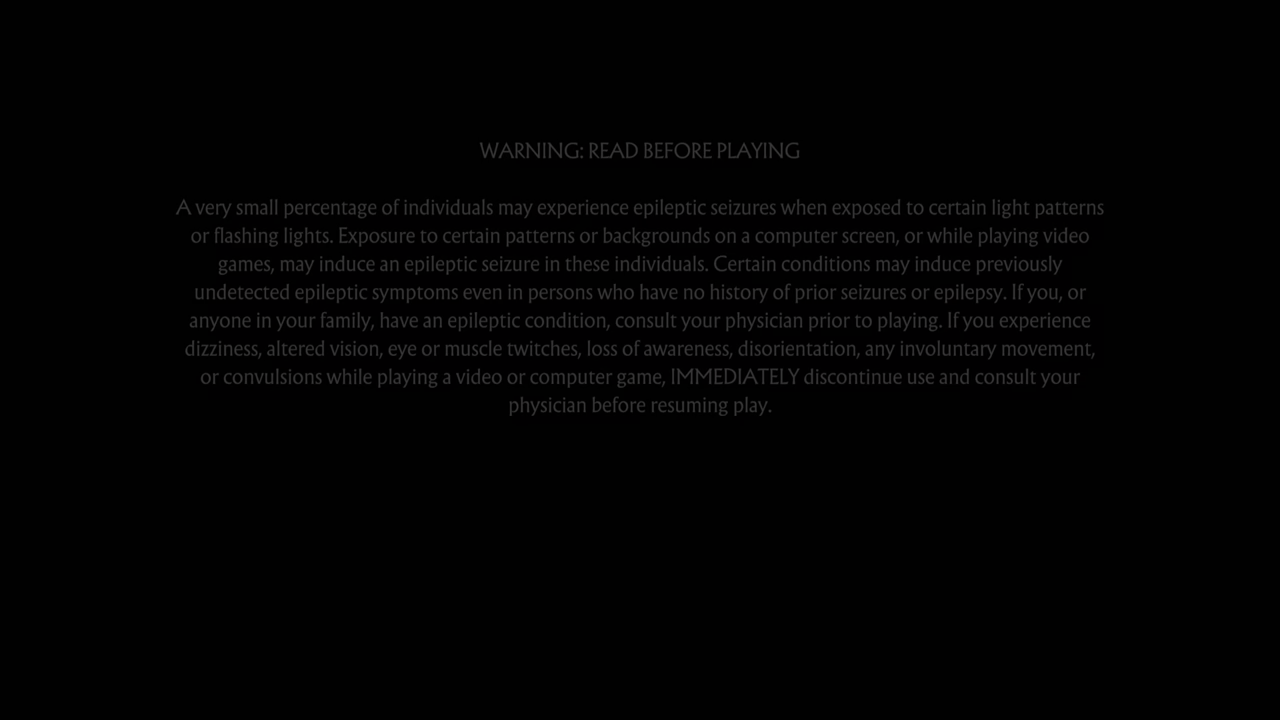 WARNING: READ BEFORE PLAYING
A very small percentage of individuals may experience epileptic seizures when exposed to certain light patterns
or flashing lights. Exposure to certain patterns or backgrounds on a computer screen, or while playing video
games, may induce an epileptic seizure in these individuals. Certain conditions may induce previously
undetected epileptic symptoms even in persons who have no history of prior seizures or epilepsy. If you, or
anyone in your family, have an epileptic condition, consult your physician prior to playing. If you experience
dizziness, altered vision, eye or muscle twitches, loss of awareness, disorientation, any involuntary movement,
or convulsions while playing a video or computer game, IMMEDIATELY discontinue use and consult your
physician before resuming play.